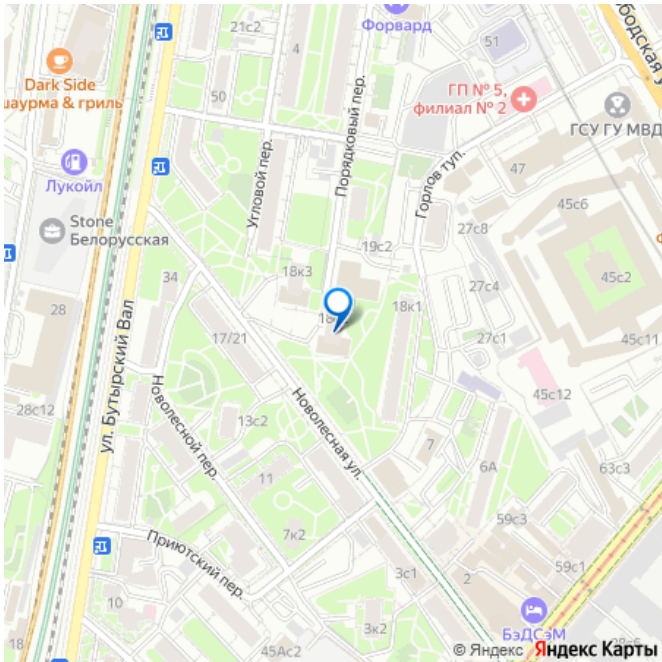 21с2
4
Форвард
51
ободская у
Dark Side
шаурма & гриль
50
Порядковый пер.
ГП № 5,
филиал № 2
ГСУ ГУ МВД
Лукойл
Угловой пер.
Горлов туп.
47
45с6
Stone
Белорусская
19с2
27с8
34
18к3
27с4
45с2
28
ул. Бутырский Вал
17/21
18к1
27с1
45с11
28с12
Новолесной пер.
13с2
Новолесная ул.
45с12
7
11
6А
63с3
7к2
59с3
Приютский пер.
3с1
2
59с1
10
3к2
БэДСэМ
28с6
45Ас2
© Яндекс Яндекс Карты